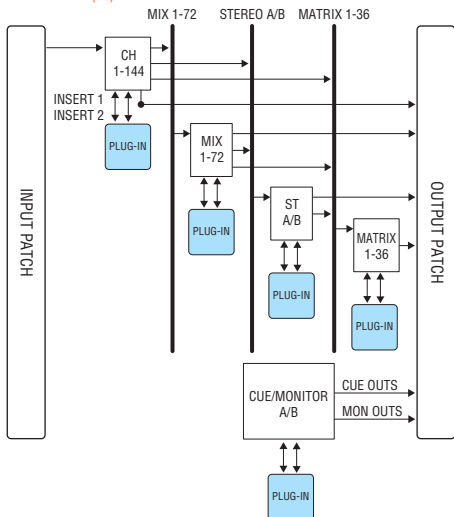 MIX 1-72 STEREO A/B MATRIX 1-36
CH
1-144
INSERT 1
INSERT 2
PLUG-IN
MIX
1-72
PLUG-IN
ST
A/B
PLUG-IN
MATRIX
1-36
PLUG-IN
INPUT PATCH
OUTPUT PATCH
CUE/MONITOR
A/B
CUE OUTS
MON OUTS
PLUG-IN